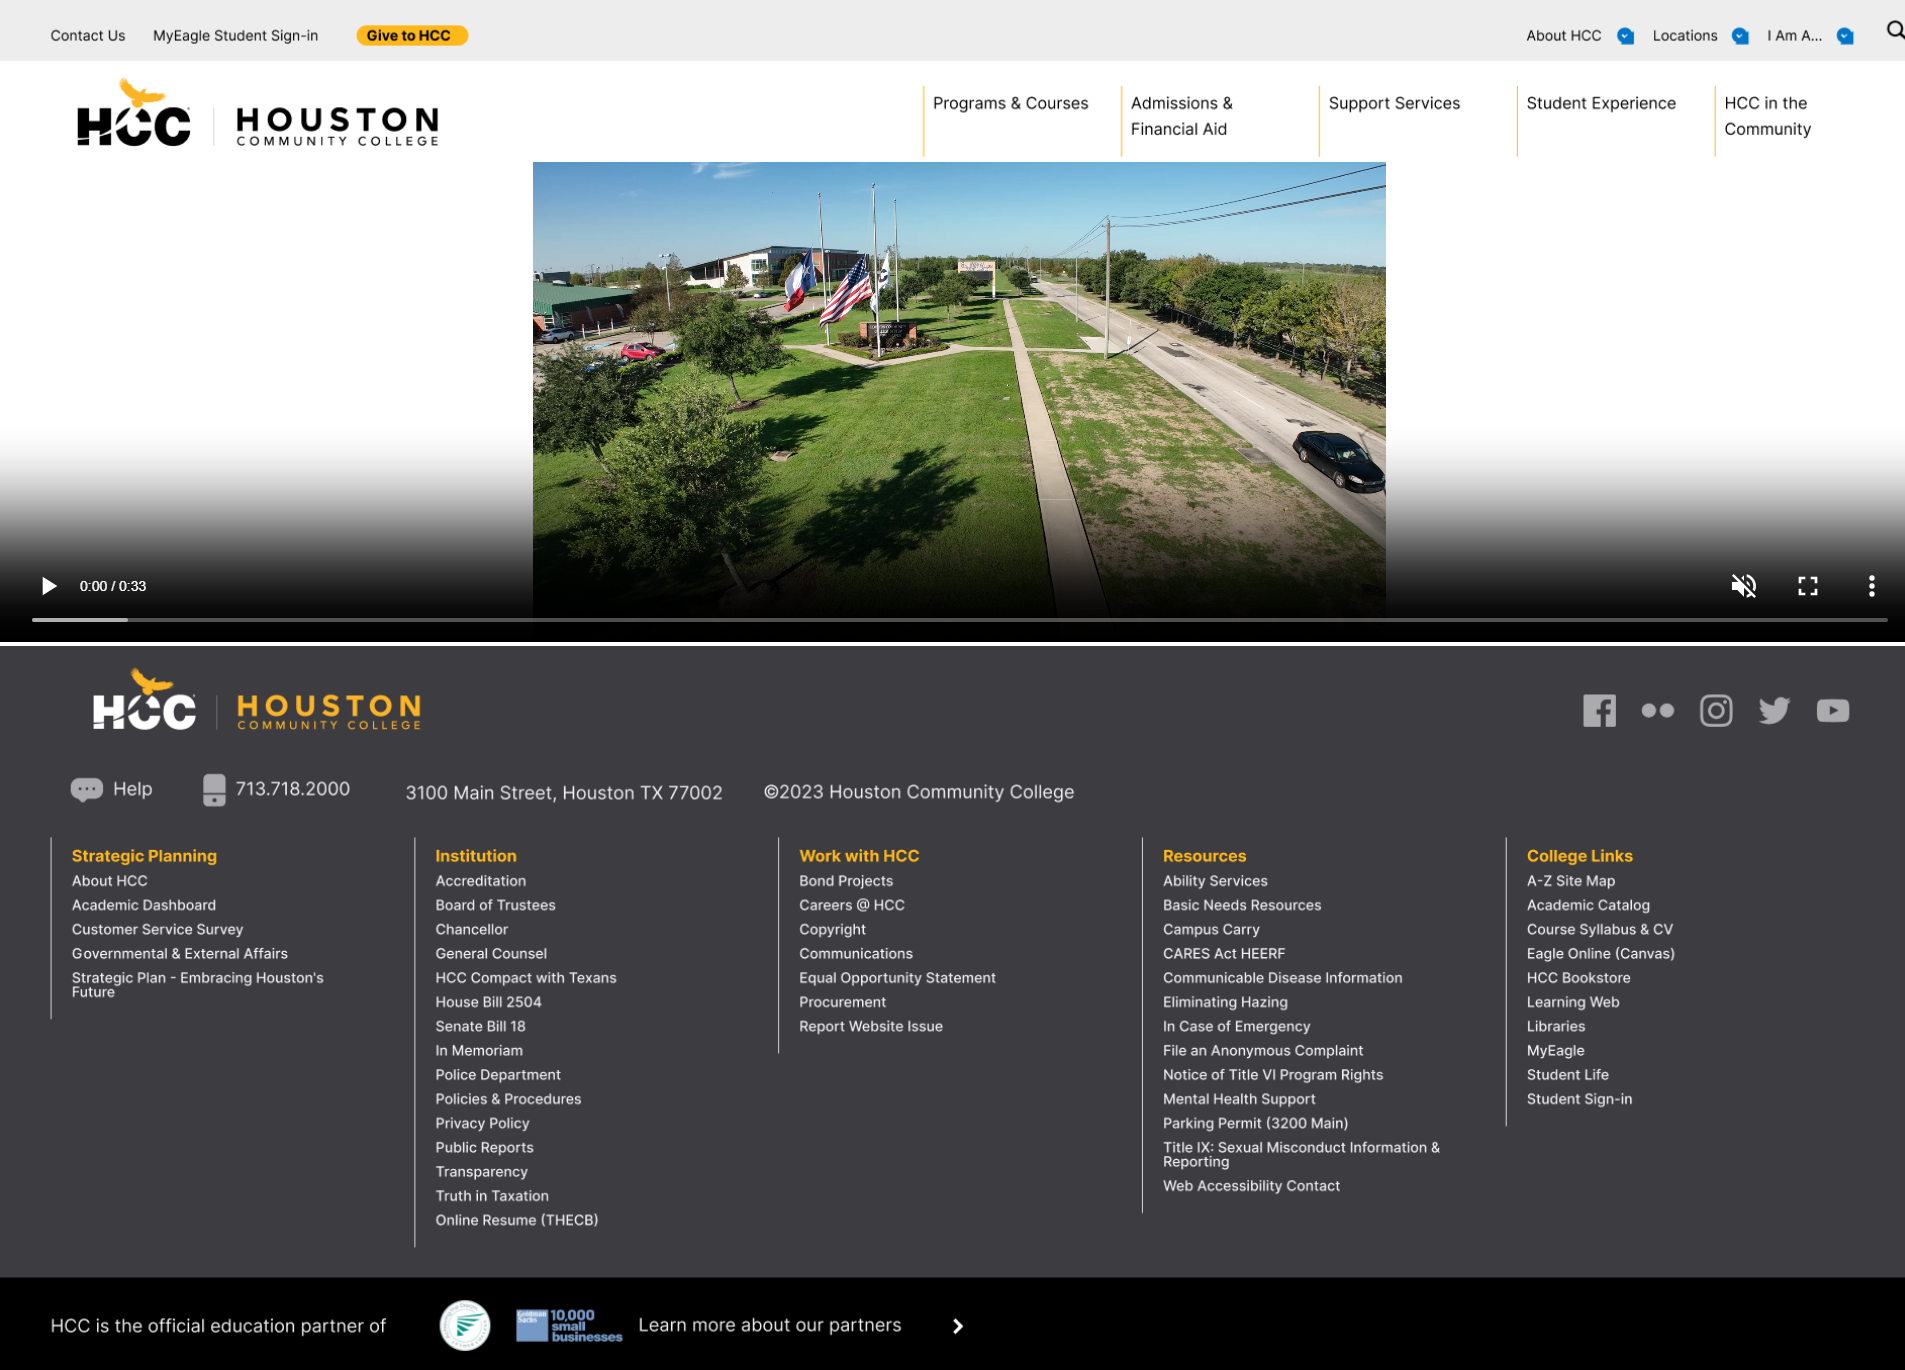 Contact Us
MyEagle Student Sign-in
Give to HCC
About HCC
Locations
I Am A...
HCC
HOUSTON
COMMUNITY COLLEGE
Programs & Courses
Admissions &
Financial Aid
Support Services
Student Experience
HCC in the
Community
0:00 / 0:33
HCC
HOUSTON
COMMUNITY COLLEGE
Help
713.718.2000
3100 Main Street, Houston TX 77002
©2023 Houston Community College
Strategic Planning
About HCC
Academic Dashboard
Customer Service Survey
Governmental & External Affairs
Strategic Plan - Embracing Houston's
Future
Institution
Accreditation
Board of Trustees
Chancellor
General Counsel
HCC Compact with Texans
House Bill 2504
Senate Bill 18
In Memoriam
Police Department
Policies & Procedures
Privacy Policy
Public Reports
Transparency
Truth in Taxation
Online Resume (THECB)
Work with HCC
Bond Projects
Careers @ HCC
Copyright
Communications
Equal Opportunity Statement
Procurement
Report Website Issue
Resources
Ability Services
Basic Needs Resources
Campus Carry
CARES Act HEERF
Communicable Disease Information
Eliminating Hazing
In Case of Emergency
File an Anonymous Complaint
Notice of Title VI Program Rights
Mental Health Support
Parking Permit (3200 Main)
Title IX: Sexual Misconduct Information &
Reporting
Web Accessibility Contact
College Links
A-Z Site Map
Academic Catalog
Course Syllabus & CV
Eagle Online (Canvas)
HCC Bookstore
Learning Web
Libraries
MyEagle
Student Life
Student Sign-in
HCC is the official education partner of
Goldman
Sachs
10,000
small
businesses
Learn more about our partners